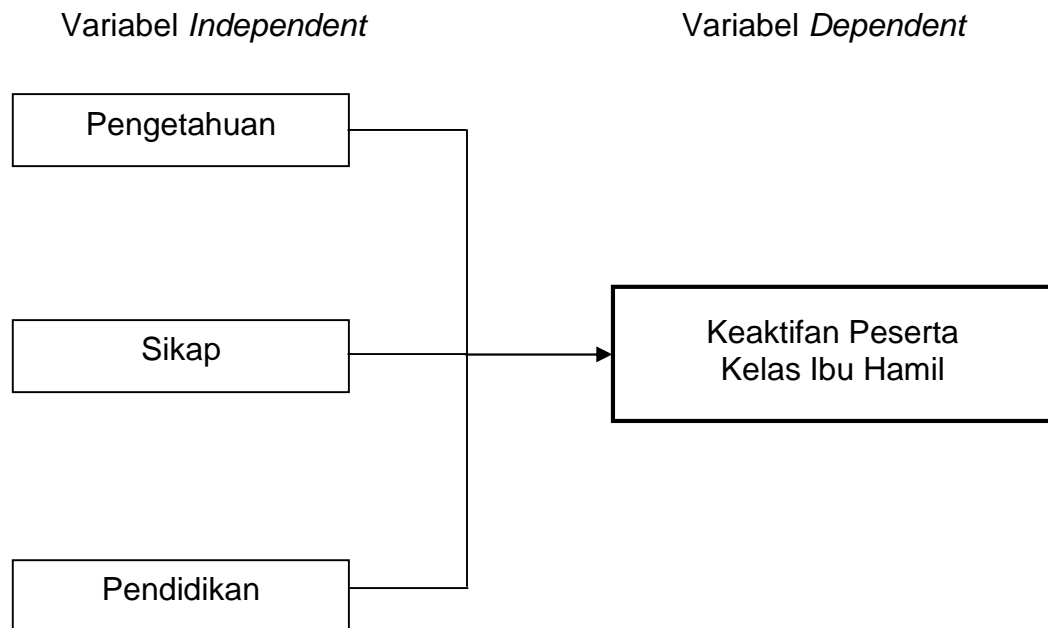 Variabel Independent
Variabel Dependent
Pengetahuan
Sikap
Keaktifan Peserta
Kelas Ibu Hamil
Pendidikan